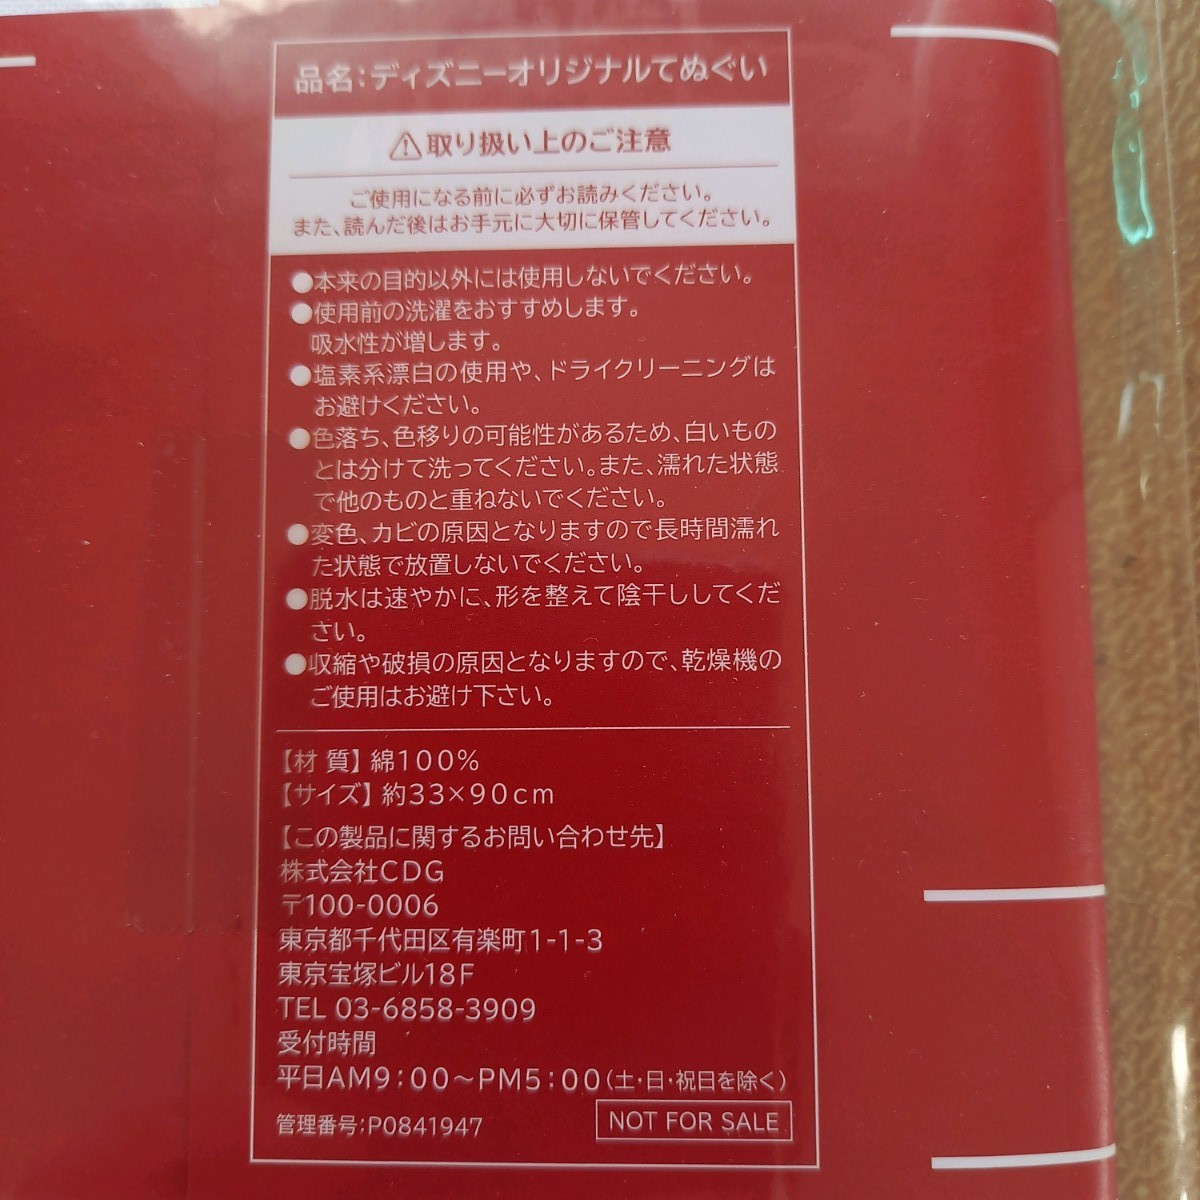 品名：ディズニーオリジナルてぬぐい
⚠取り扱い上のご注意
ご使用になる前に必ずお読みください。
また、読んだ後はお手元に大切に保管してください。
●本来の目的以外には使用しないでください。
●使用前の洗濯をおすすめします。
吸水性が増します。
●塩素系漂白の使用や、ドライクリーニングは
お避けください。
●色落ち、色移りの可能性があるため、白いもの
とは分けて洗ってください。また、濡れた状態
で他のものと重ねないでください。
●変色、カビの原因となりますので長時間濡れ
た状態で放置しないでください。
●脱水は速やかに、形を整えて陰干ししてくだ
さい。
●収縮や破損の原因となりますので、乾燥機の
ご使用はお避け下さい。
【材 質】綿100%
【サイズ】約33×90cm
【この製品に関するお問い合わせ先】
株式会社CDG
〒100-0006
東京都千代田区有楽町1-1-3
東京宝塚ビル18F
TEL 03-6858-3909
受付時間
平日AM9：00～PM5：00（土・日・祝日を除く）
管理番号：P0841947
NOT FOR SALE